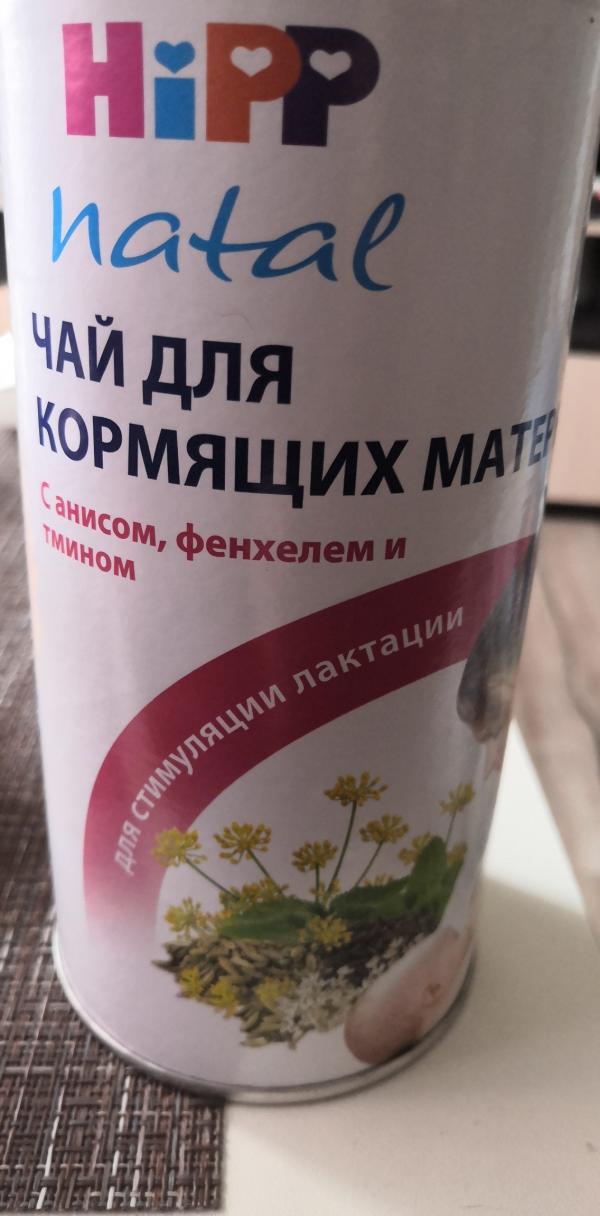 HiPP
natal
ЧАЙ ДЛЯ
КОРМЯЩИХ МАТЕР
С анисом, фенхелем и
тмином
для стимуляции лактации